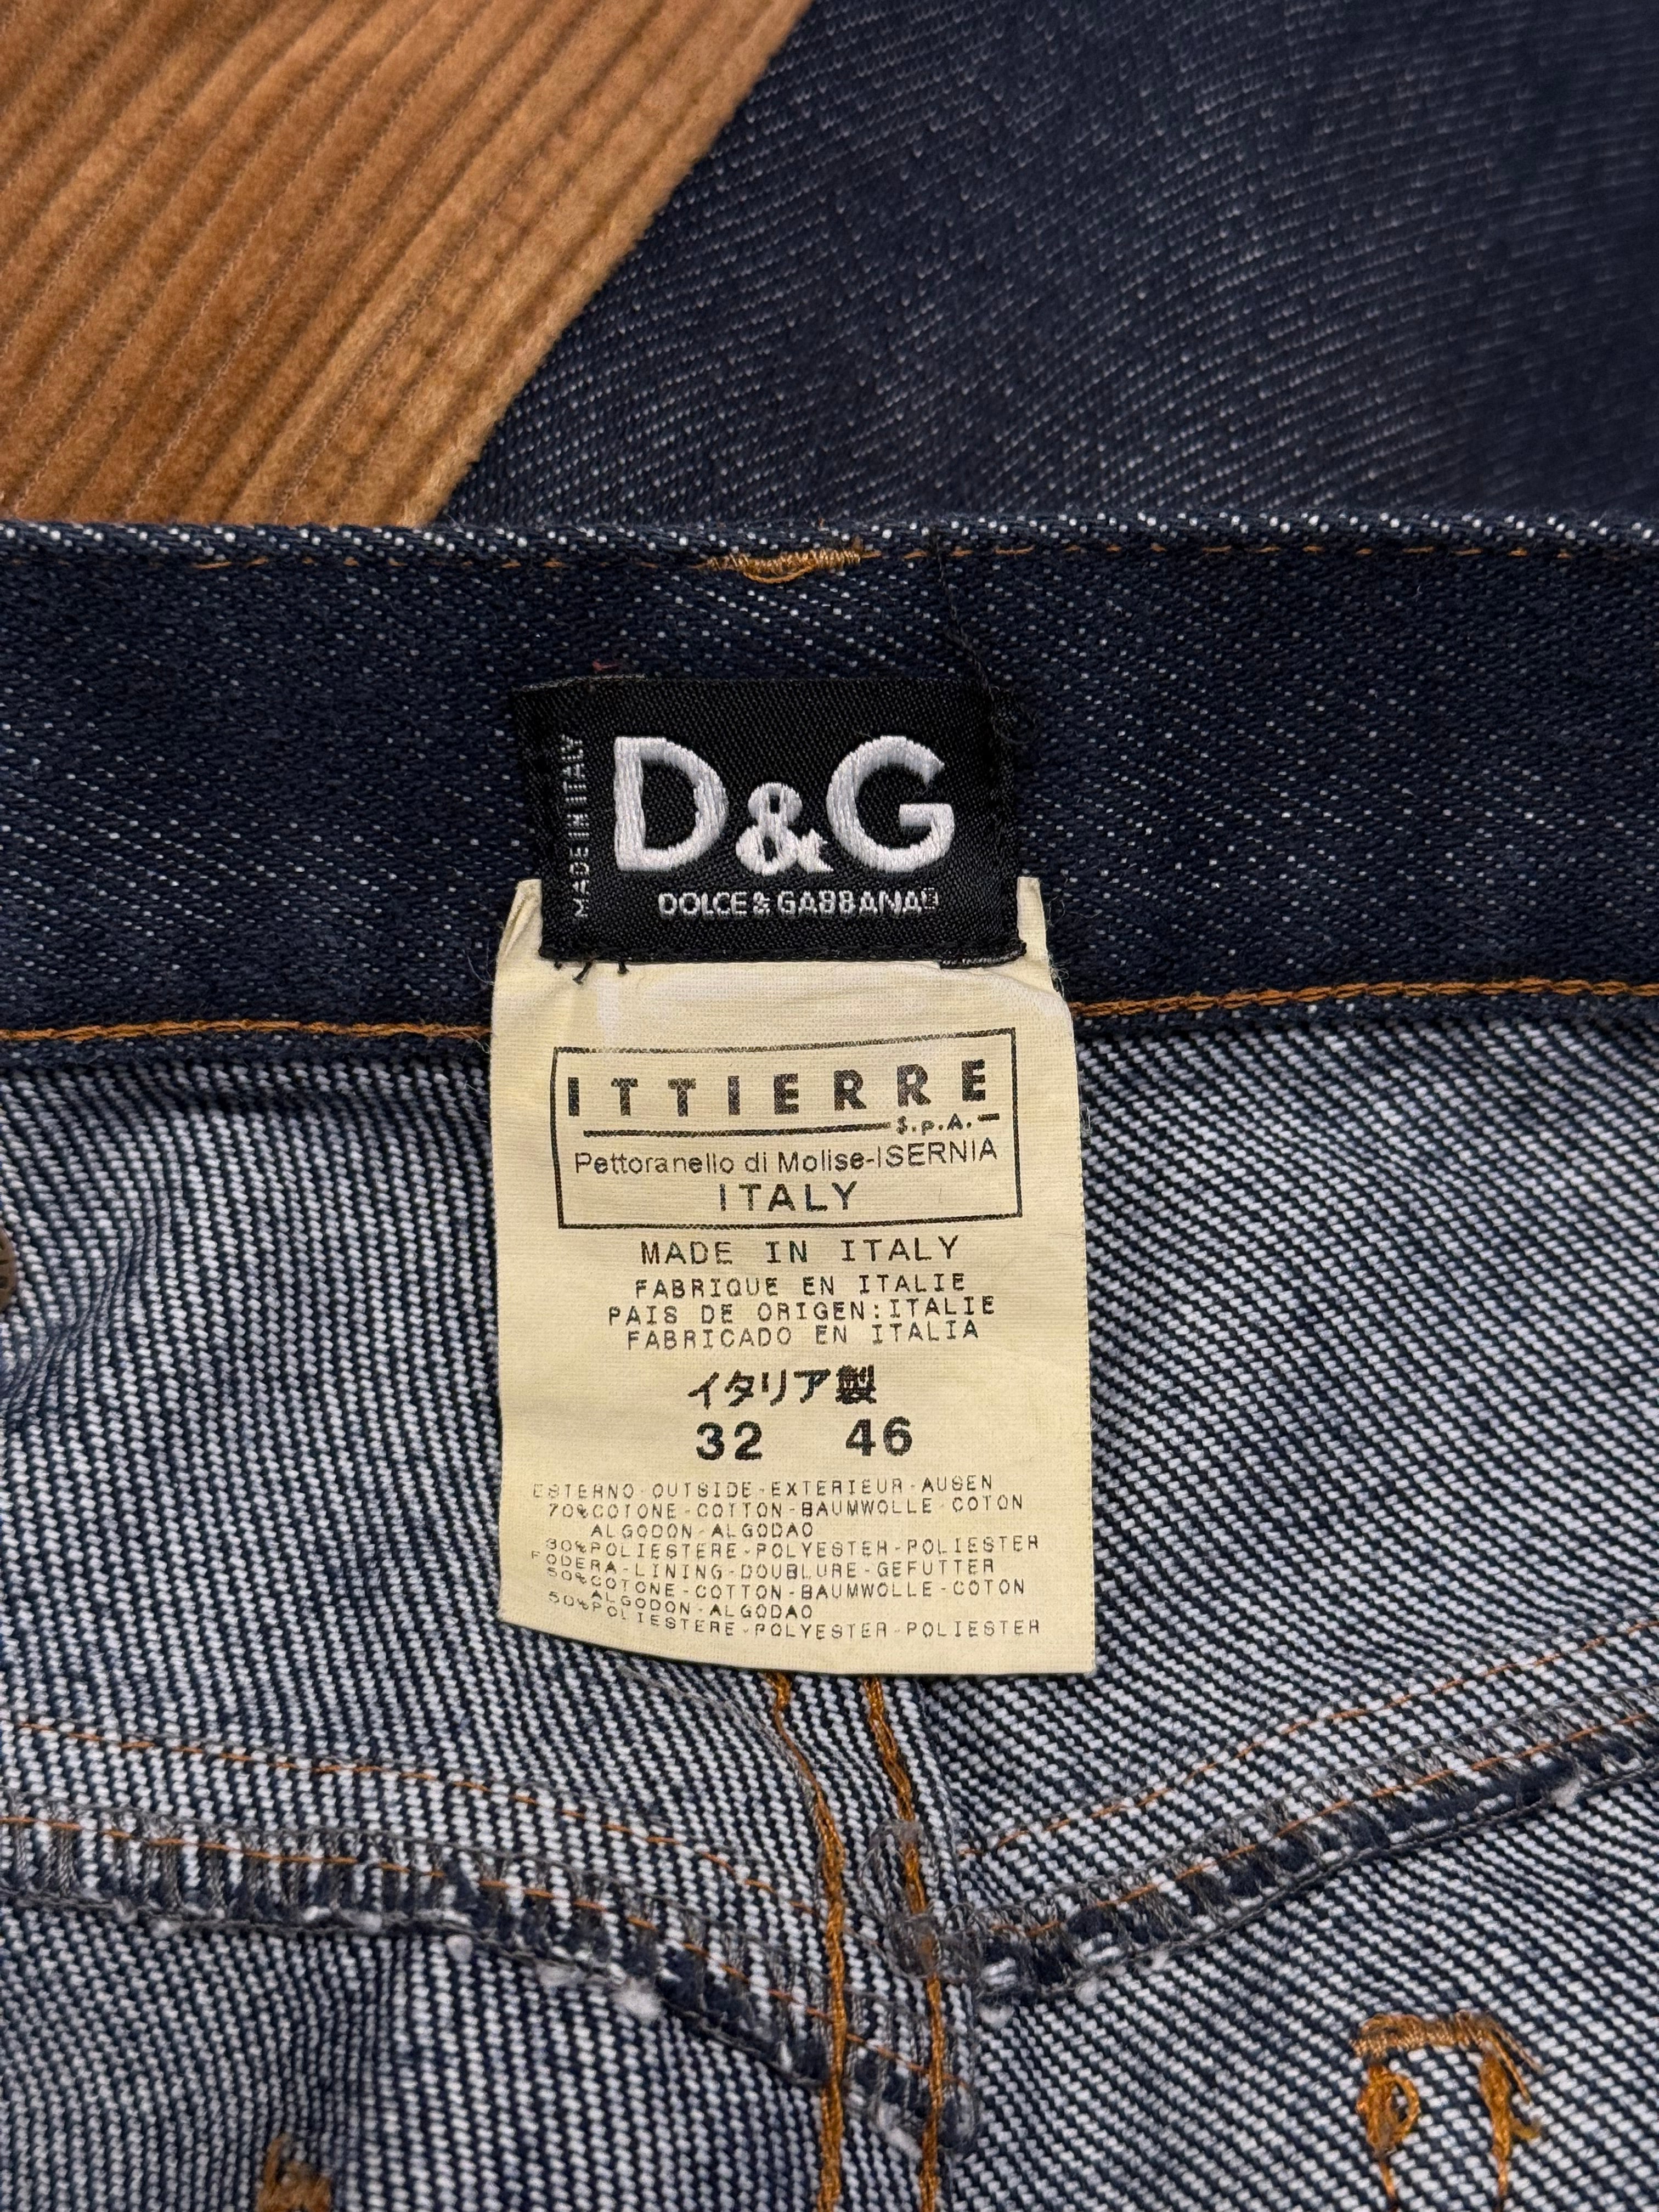 MADE IN ITALY
D&G
DOLCE & GABBANA
ITTIERRE
S.p.A.
Pettoranello di Molise-ISERNIA
ITALY
MADE IN ITALY
FABRIQUE EN ITALIE
PAIS DE ORIGEN:ITALIE
FABRICADO EN ITALIA
イタリア製
32 46
ESTERNO-OUTSIDE-EXTERIEUR-AUSEN
70%COTONE-COTTON-BAUMWOLLE-COTON
ALGODON-ALGODAO
30%POLIESTERE-POLYESTER-POLIESTER
FODERA-LINING-DOUBLURE-GEFUTTER
50%COTONE-COTTON-BAUMWOLLE-COTON
ALGODON-ALGODAO
50%POLIESTERE-POLYESTER-POLIESTER